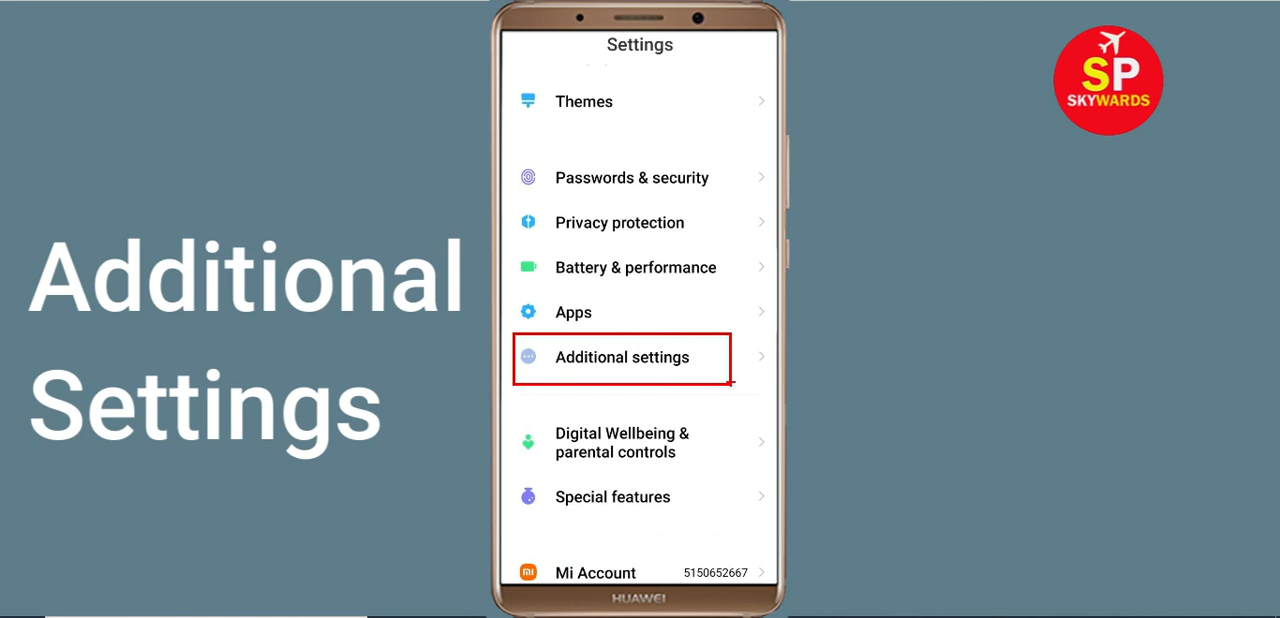 Additional
Settings
Settings
Themes
Passwords & security
Privacy protection
Battery & performance
Apps
Additional settings
Digital Wellbeing &
parental controls
Special features
mi Mi Account 5150652667
HUAWEI
SP
SKYWARDS